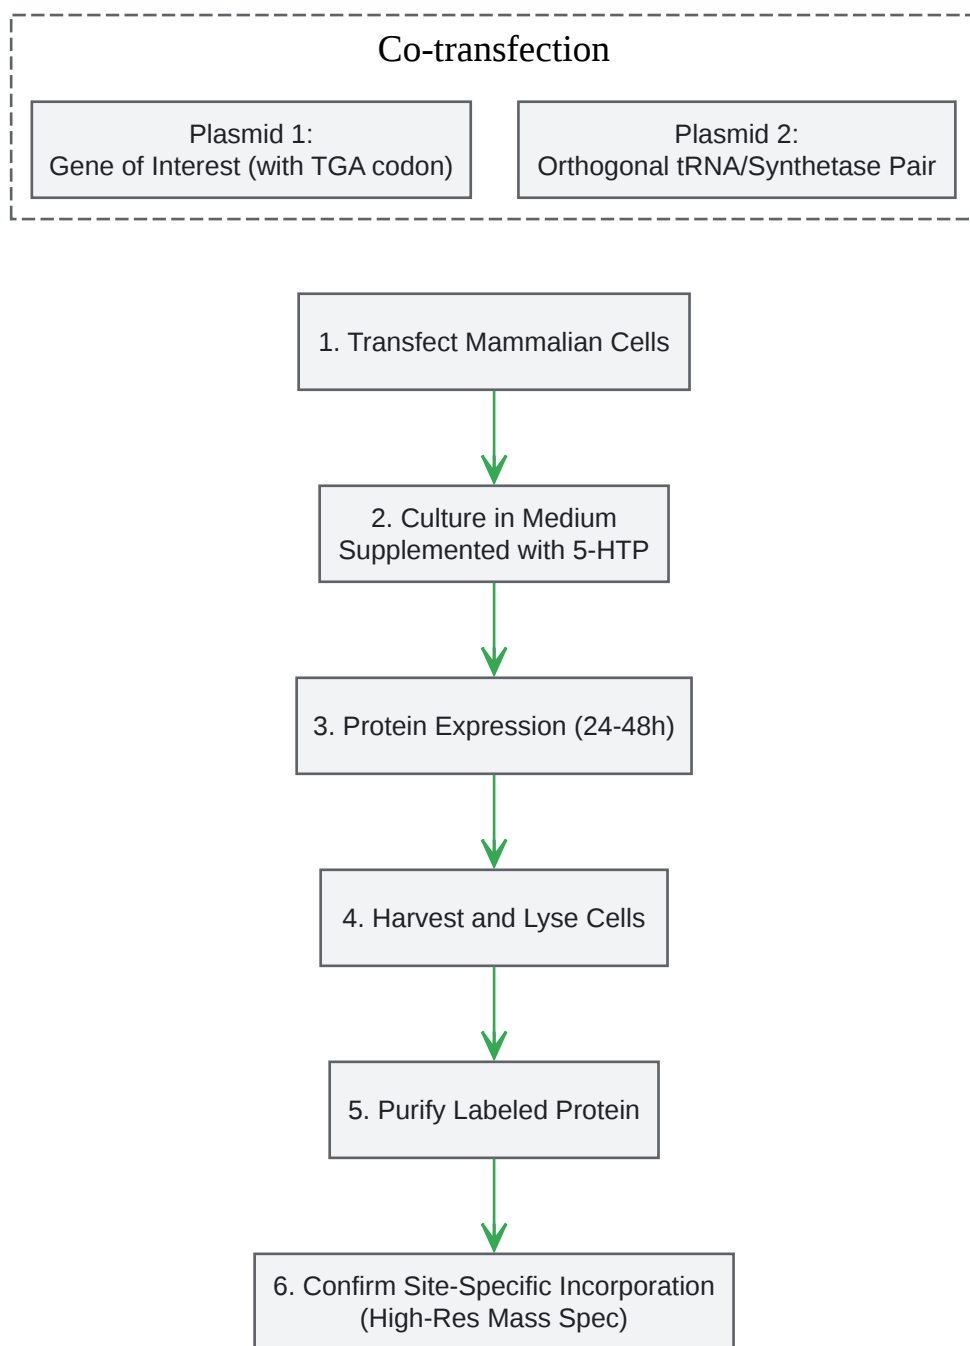 Co-transfection
Plasmid 1:
Gene of Interest (with TGA codon)
Plasmid 2:
Orthogonal tRNA/Synthetase Pair
1. Transfect Mammalian Cells
2. Culture in Medium
Supplemented with 5-HTP
3. Protein Expression (24-48h)
4. Harvest and Lyse Cells
5. Purify Labeled Protein
6. Confirm Site-Specific Incorporation
(High-Res Mass Spec)